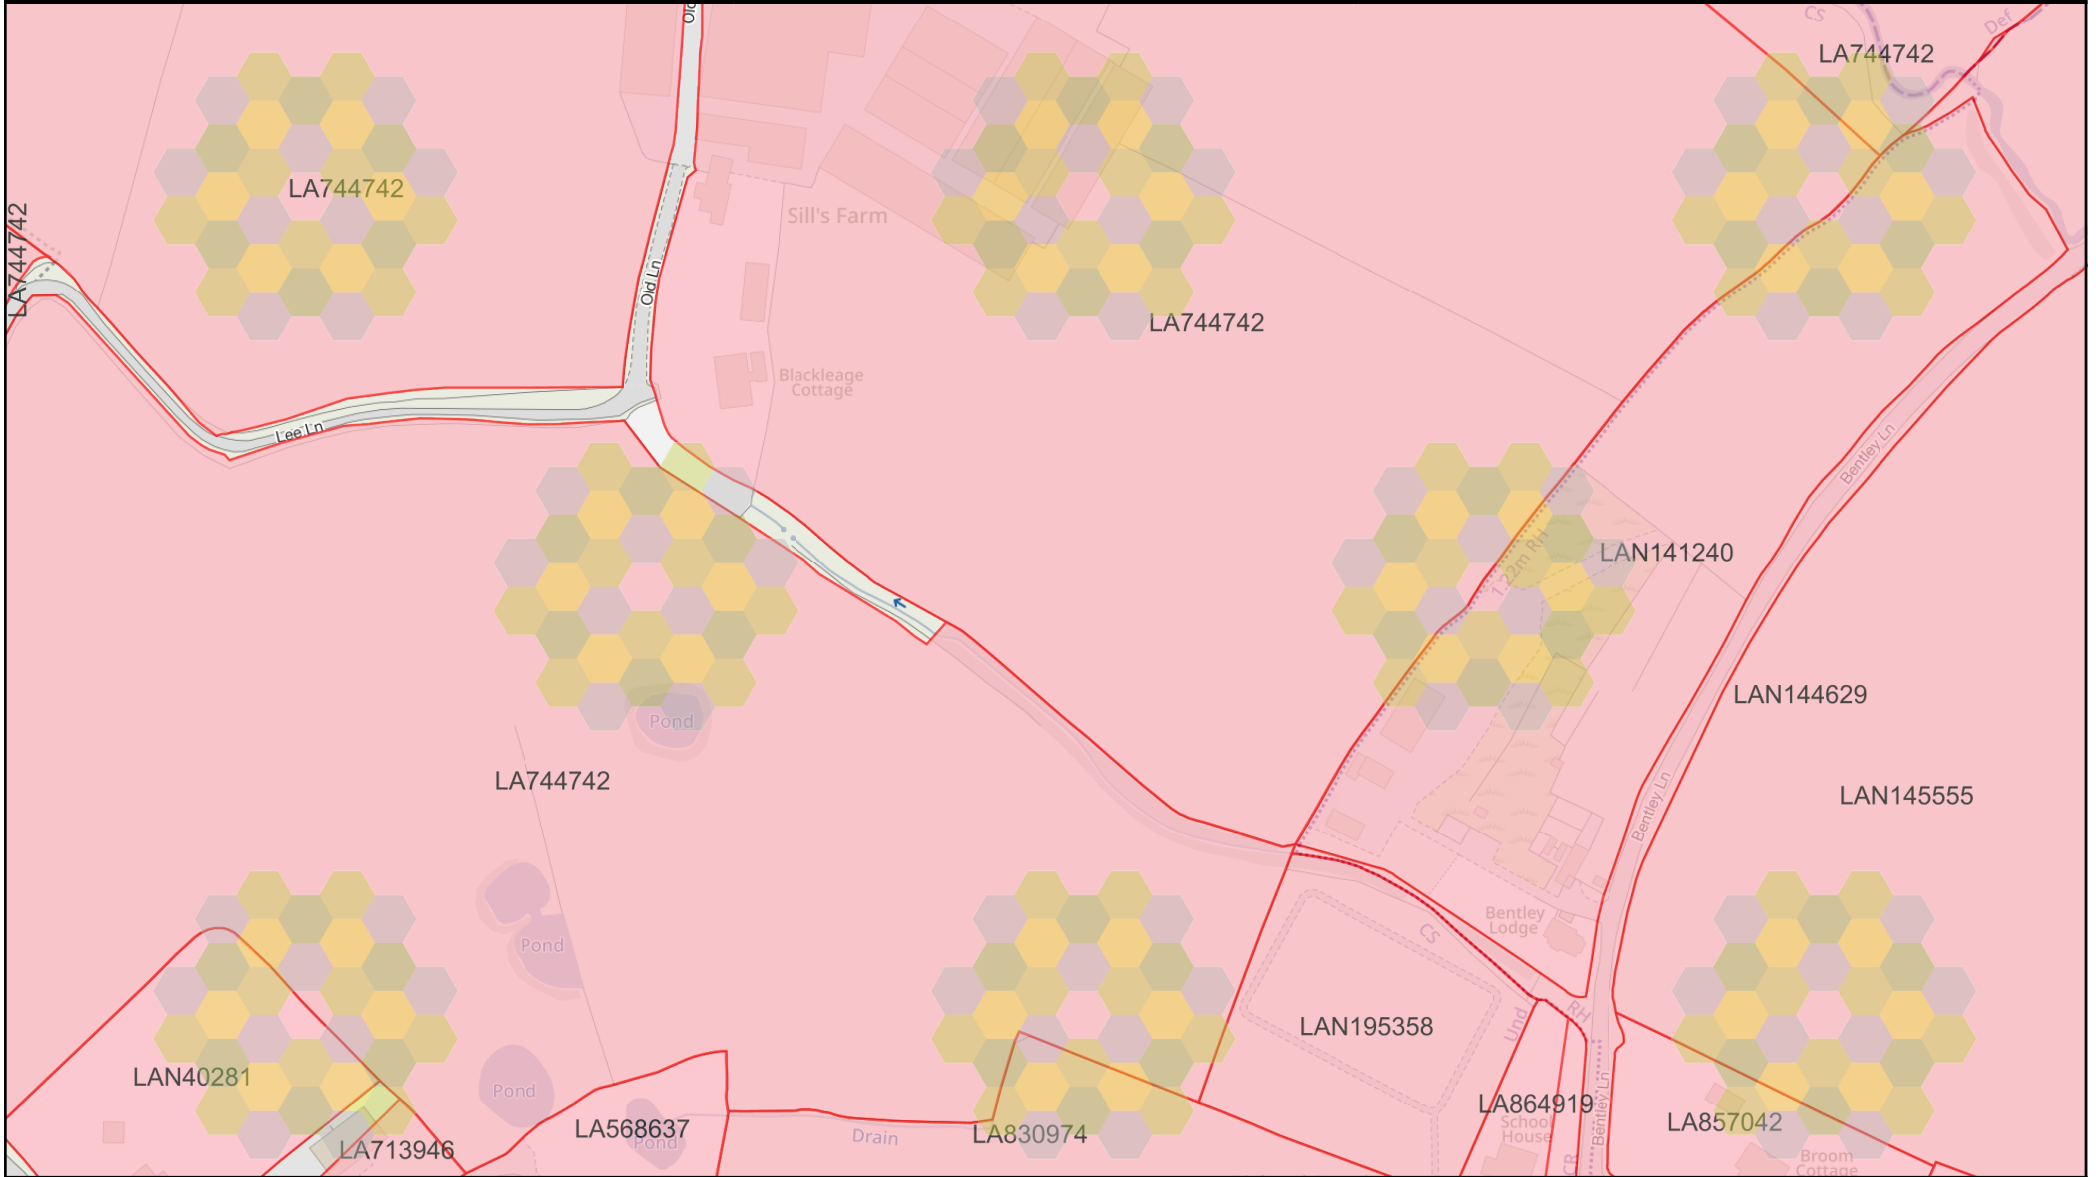 Old
CS
Def
LA744742
LA744742
Sill's Farm
LA744742
Old Ln
LA744742
Blackleage
Cottage
Lee Ln
Bentley Ln
1.22m RH
LAN141240
LAN144629
Pond
LA744742
LAN145555
Bentley Ln
Bentley
Lodge
CS
Pond
RH
Und
LAN195358
LAN40281
Pond
LA568637
Pond
Drain
LA830974
LA864919
School
House
Bentley Ln
LA857042
LA713946
CR
Broom
Cottage